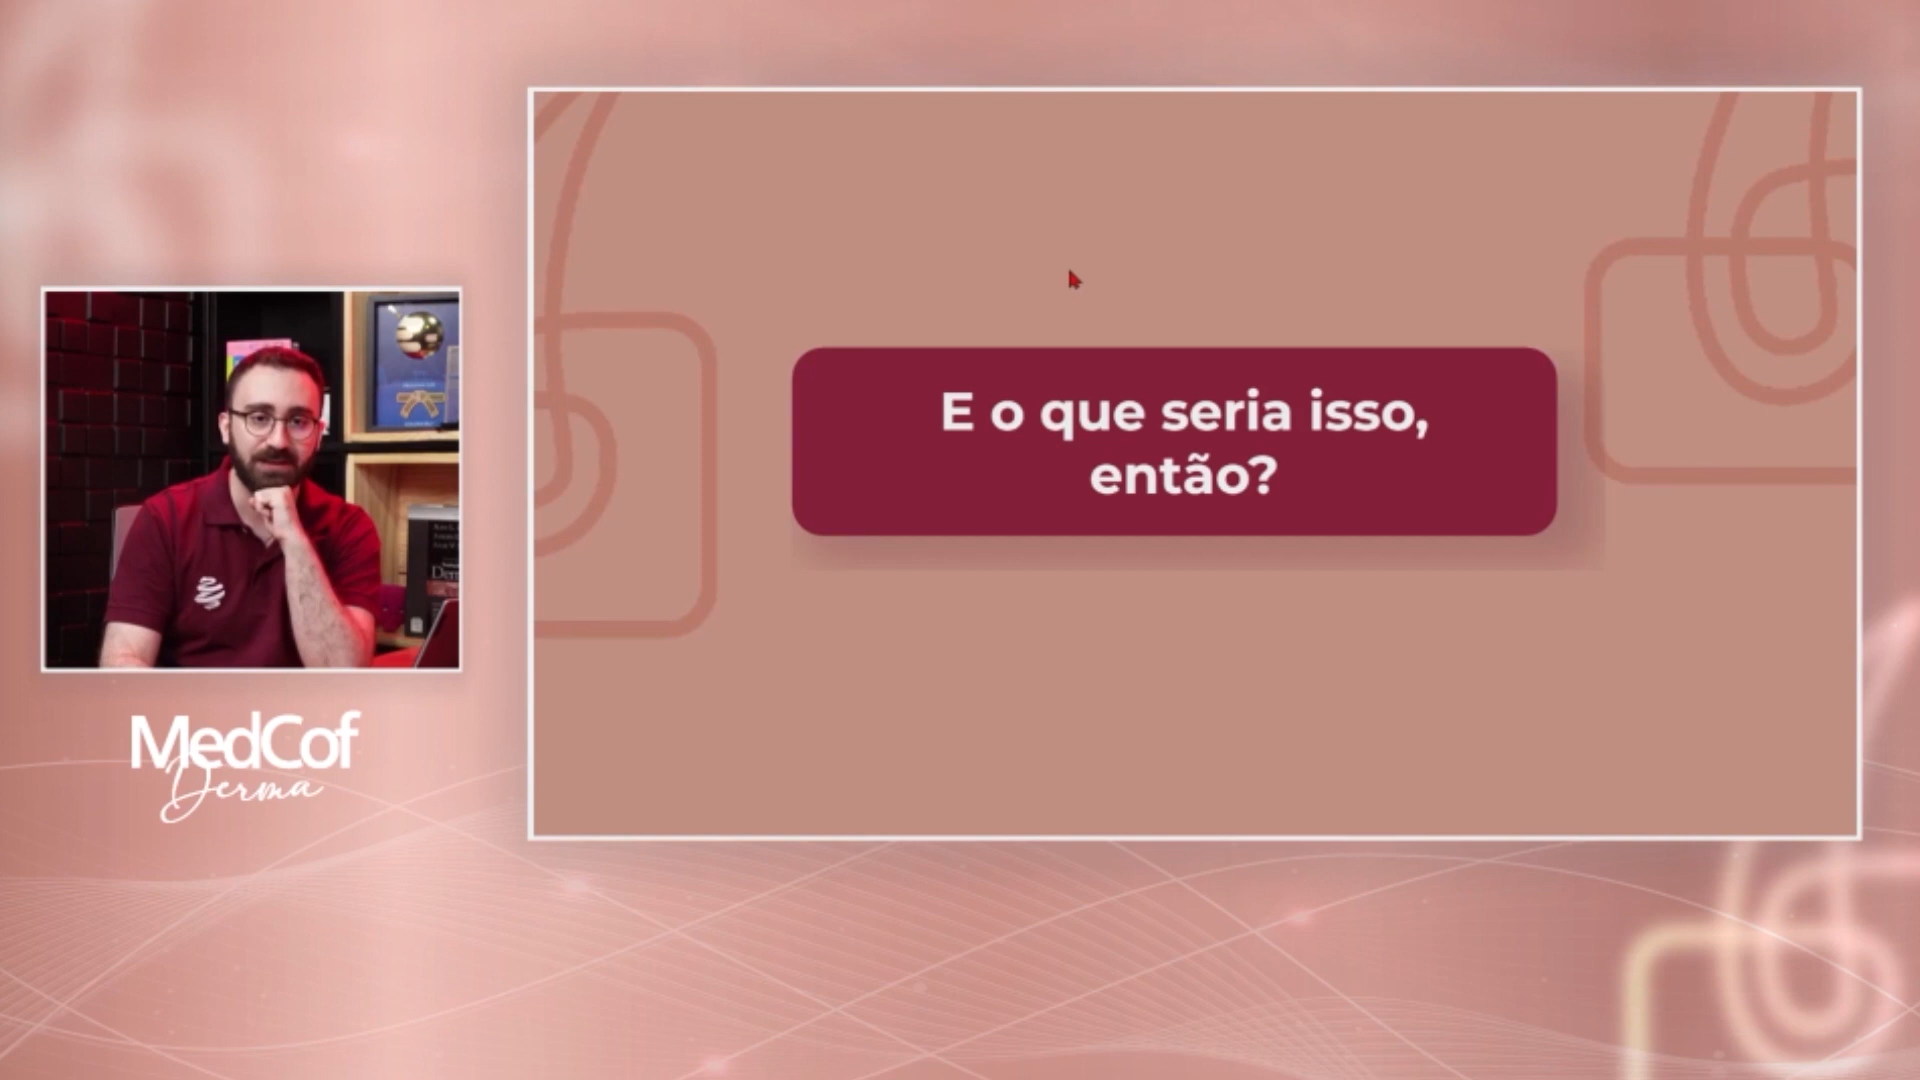 E o que seria isso,
então?
MedCof
Derma